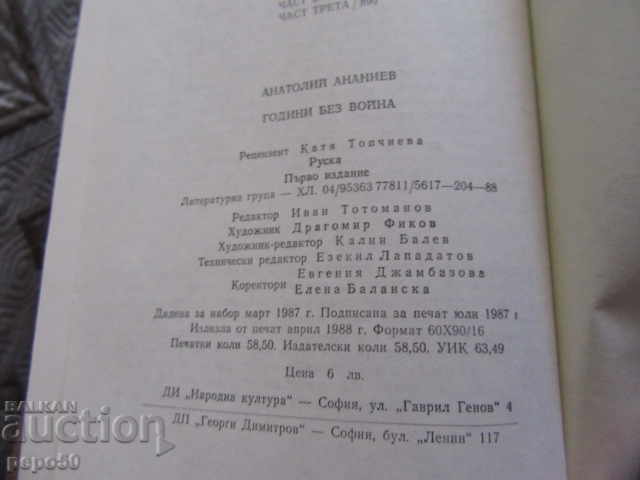 ЧАСТ
ЧАСТ ТРЕТА / 890
АНАТОЛИЙ АНАНИЕВ
ГОДИНИ БЕЗ ВОЙНА
Рецензент Катя Топчиева
Руска
Първо издание
Литературна група — ХЛ. 04/95363 77811/5617—204—88
Редактор Иван Тотоманов
Художник Драгомир Фиков
Художник-редактор Калин Балев
Технически редактор Езекил Лападатов
Коректори Евгения Джамбазова
Елена Баланска
Дадена за набор март 1987 г. Подписана за печат юли 1987 г
Излязла от печат април 1988 г. Формат 60X90/16
Печатни коли 58,50. Издателски коли 58,50. УИК 63,49
Цена 6 лв.
ДИ „Народна култура" — София, ул. „Гаврил Генов" 4
ДП „Георги Димитров" — София, бул. „Ленин" 117
BALKAN
auction
pepo50